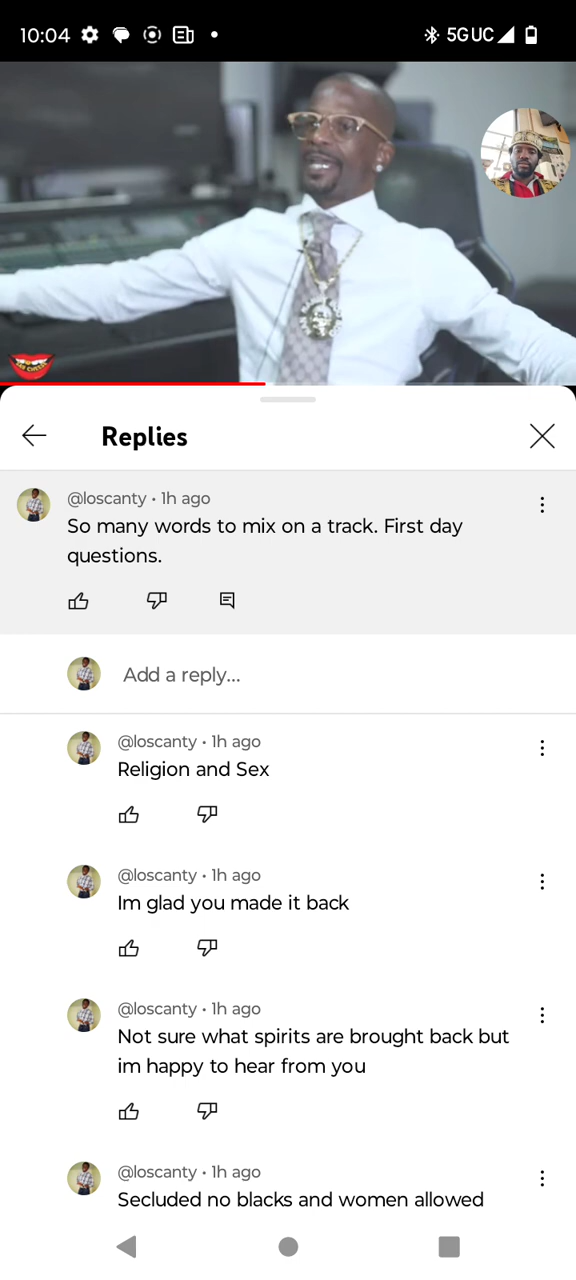 10:04
5G UC
Replies
@loscanty • 1h ago
So many words to mix on a track. First day
questions.
Add a reply...
@loscanty • 1h ago
Religion and Sex
@loscanty • 1h ago
Im glad you made it back
@loscanty • 1h ago
Not sure what spirits are brought back but
im happy to hear from you
@loscanty • 1h ago
Secluded no blacks and women allowed